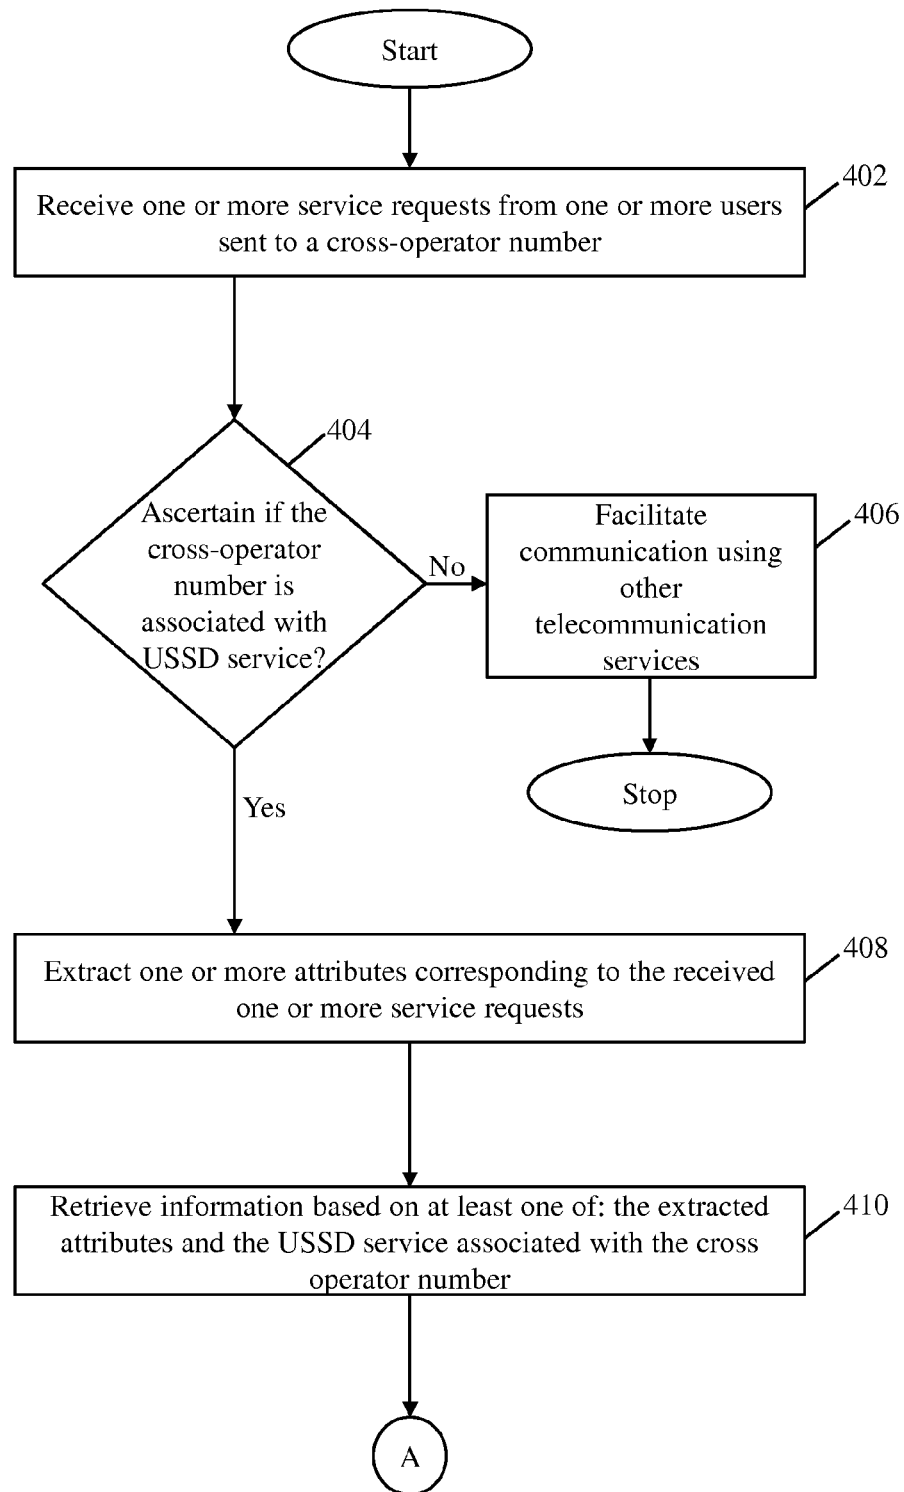 Start
402
Receive one or more service requests from one or more users
sent to a cross-operator number
404
Ascertain if the
cross-operator
number is
associated with
USSD service?
No
406
Facilitate
communication using
other
telecommunication
services
Stop
Yes
408
Extract one or more attributes corresponding to the received
one or more service requests
410
Retrieve information based on at least one of: the extracted
attributes and the USSD service associated with the cross
operator number
A